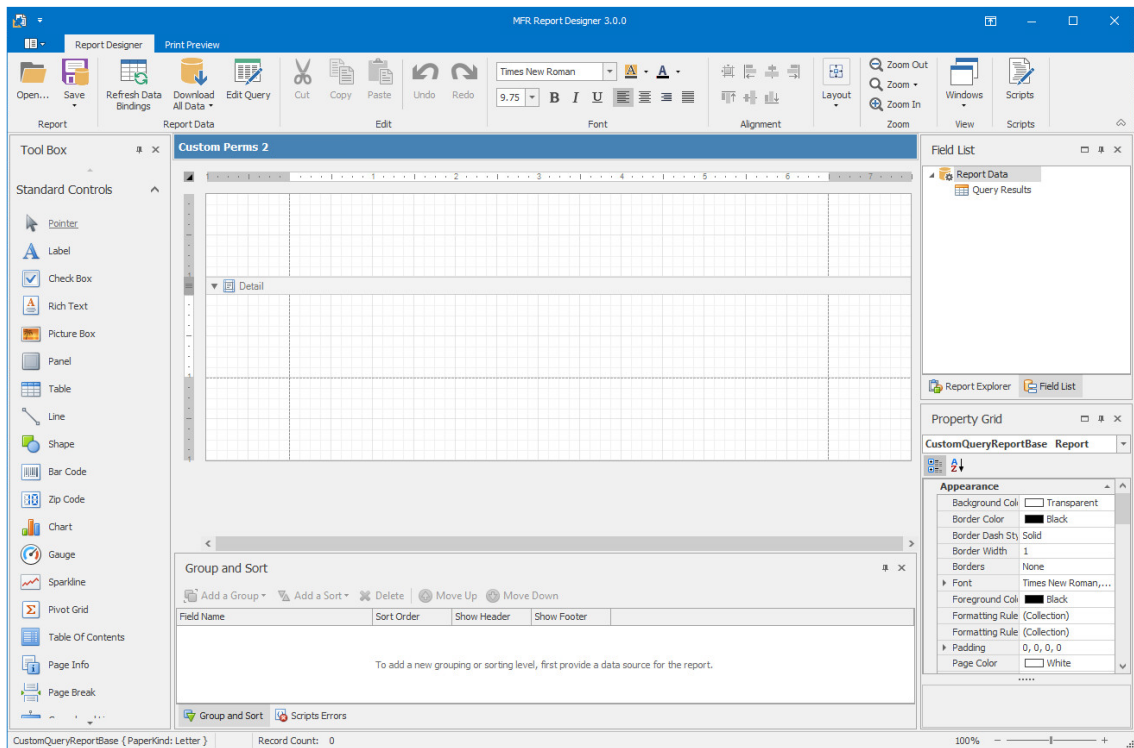 MFR Report Designer 3.0.0
Report Designer Print Preview
Open... Save Refresh Data Bindings Download All Data Edit Query Cut Copy Paste Undo Redo
Times New Roman A A
9.75 B I U
Layout
Zoom Out
Zoom
Zoom In
Windows Scripts
Report Report Data Edit Font Alignment Zoom View Scripts
Tool Box
Standard Controls
Pointer
Label
Check Box
Rich Text
Picture Box
Panel
Table
Line
Shape
Bar Code
Zip Code
Chart
Gauge
Sparkline
Pivot Grid
Table Of Contents
Page Info
Page Break
Custom Perms 2
1 2 3 4 5 6 7
Detail
Group and Sort
Add a Group Add a Sort Delete Move Up Move Down
Field Name Sort Order Show Header Show Footer
To add a new grouping or sorting level, first provide a data source for the report.
Group and Sort Scripts Errors
Field List
Report Data
Query Results
Report Explorer Field List
Property Grid
CustomQueryReportBase Report
Appearance
Background Col Transparent
Border Color Black
Border Dash Sty Solid
Border Width 1
Borders None
Font Times New Roman,...
Foreground Col Black
Formatting Rule (Collection)
Formatting Rule (Collection)
Padding 0, 0, 0, 0
Page Color White
CustomQueryReportBase { PaperKind: Letter } Record Count: 0 100%